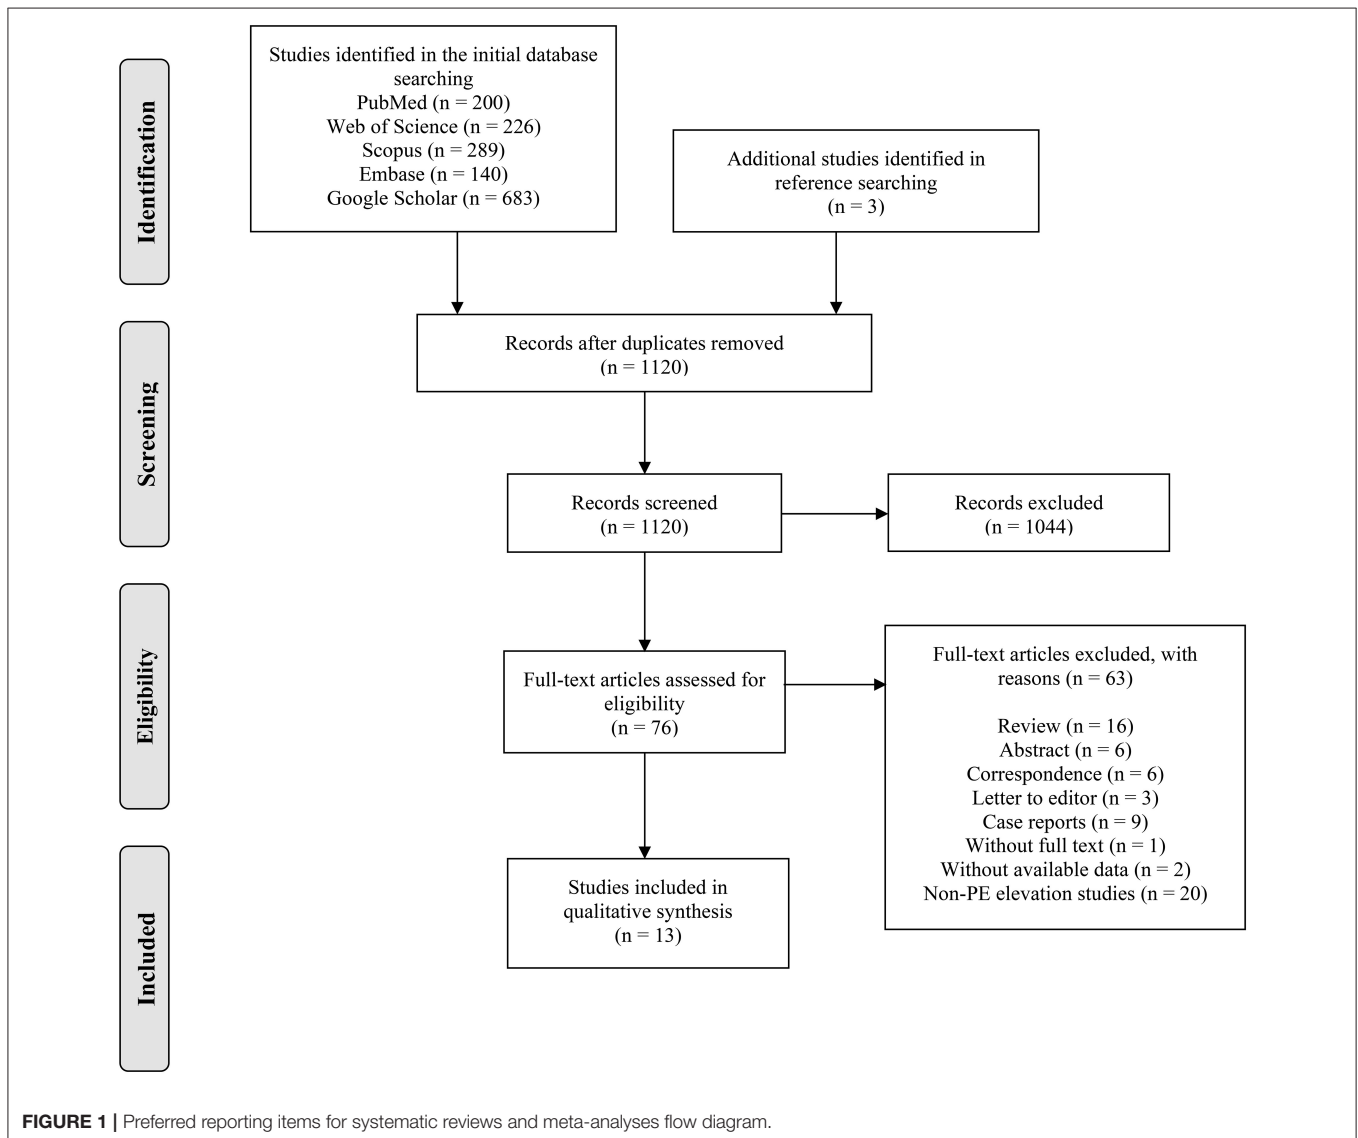 Identification
Studies identified in the initial database
searching
PubMed (n = 200)
Web of Science (n = 226)
Scopus (n = 289)
Embase (n = 140)
Google Scholar (n = 683)
Additional studies identified in
reference searching
(n = 3)
Screening
Records after duplicates removed
(n = 1120)
Records screened
(n = 1120)
Records excluded
(n = 1044)
Eligibility
Full-text articles assessed for
eligibility
(n = 76)
Full-text articles excluded, with
reasons (n = 63)
Review (n = 16)
Abstract (n = 6)
Correspondence (n = 6)
Letter to editor (n = 3)
Case reports (n = 9)
Without full text (n = 1)
Without available data (n = 2)
Non-PE elevation studies (n = 20)
Included
Studies included in
qualitative synthesis
(n = 13)
FIGURE 1 | Preferred reporting items for systematic reviews and meta-analyses flow diagram.